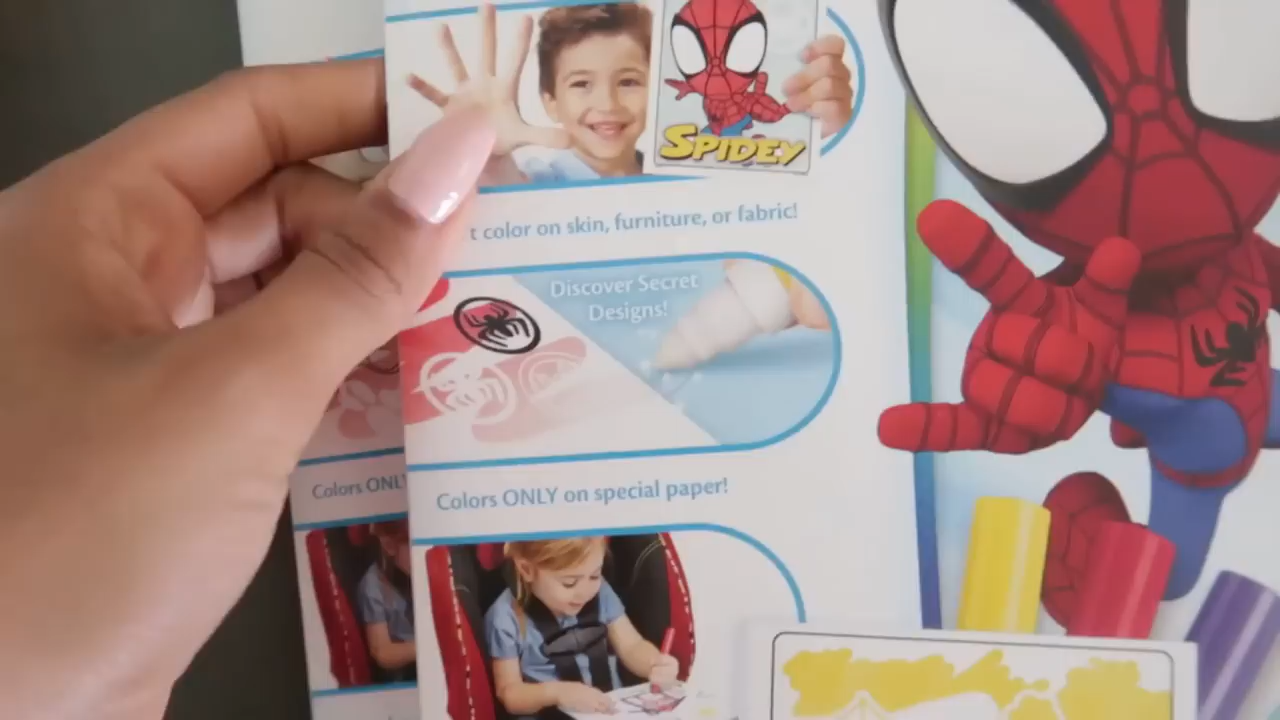 SPIDEY
t color on skin, furniture, or fabric!
Discover Secret
Designs!
Colors ONLY
Colors ONLY on special paper!